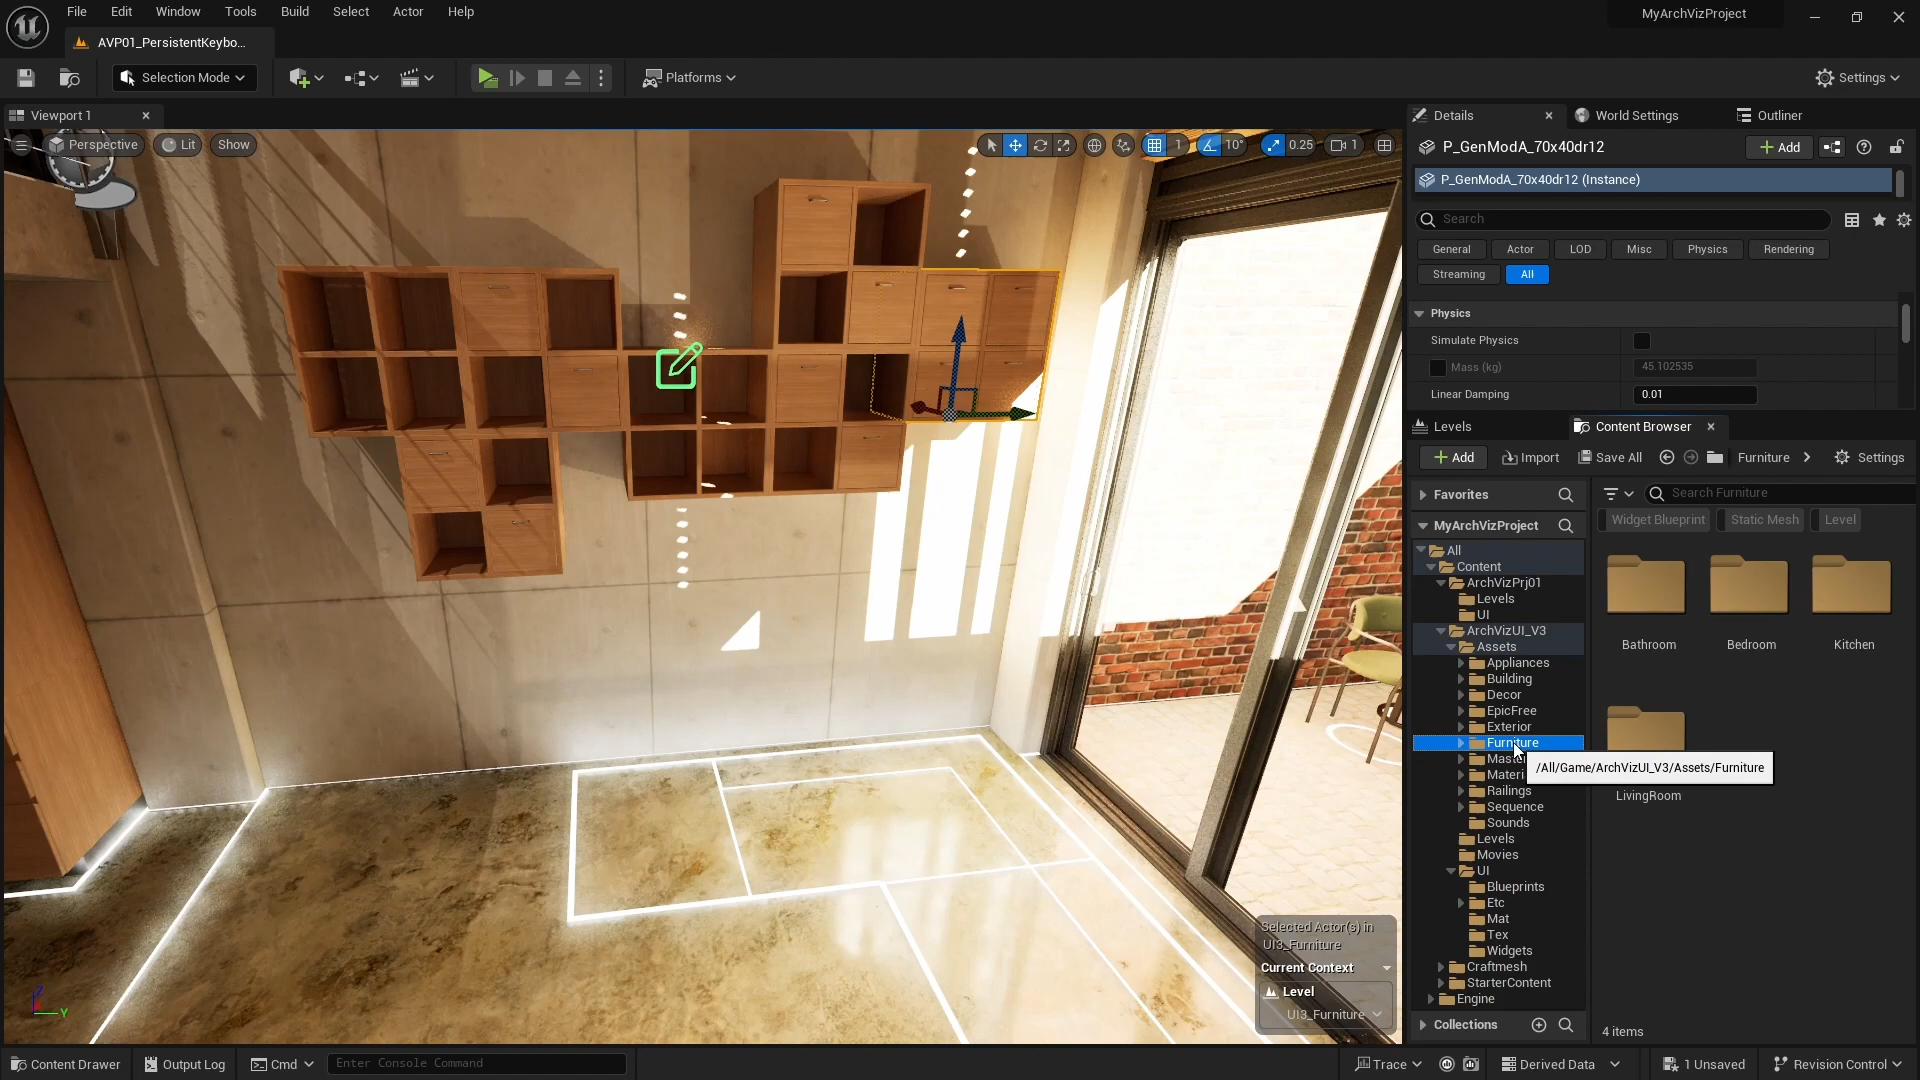 File Edit Window Tools Build Select Actor Help
MyArchVizProject
AVP01_PersistentKeybo...
Selection Mode
Platforms
Settings
Viewport 1
Perspective
Lit
Show
1
10°
0.25
1
Details
World Settings
Outliner
P_GenModA_70x40dr12
Add
P_GenModA_70x40dr12 (Instance)
Search
General Actor LOD Misc Physics Rendering
Streaming All
Physics
Simulate Physics
Mass (kg) 45.102535
Linear Damping 0.01
Levels
Content Browser
Add Import Save All Furniture Settings
Favorites
Search Furniture
Widget Blueprint Static Mesh Level
MyArchVizProject
All
Content
ArchVizPrj01
Levels
UI
ArchVizUI_V3
Assets
Appliances
Building
Decor
EpicFree
Exterior
Furniture
Master
Materi
Railings
Sequence
Sounds
Levels
Movies
UI
Blueprints
Etc
Mat
Tex
Widgets
Craftmesh
StarterContent
Engine
Collections
Bathroom Bedroom Kitchen
/All/Game/ArchVizUI_V3/Assets/Furniture
LivingRoom
4 items
Selected Actor(s) in
UI3_Furniture
Current Context
Level
UI3_Furniture
Z
Y
Content Drawer Output Log Cmd Enter Console Command
Trace Derived Data 1 Unsaved Revision Control